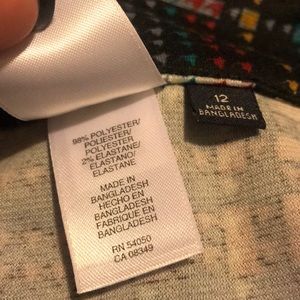 98% POLYESTER/
POLYESTER/
POLYESTER
2% ELASTANE/
ELASTANO/
ELASTANE
MADE IN
BANGLADESH
HECHO EN
BANGLADESH
FABRIQUE EN
BANGLADESH
RN 54050
CA 08349
12
MADE IN
BANGLADESH